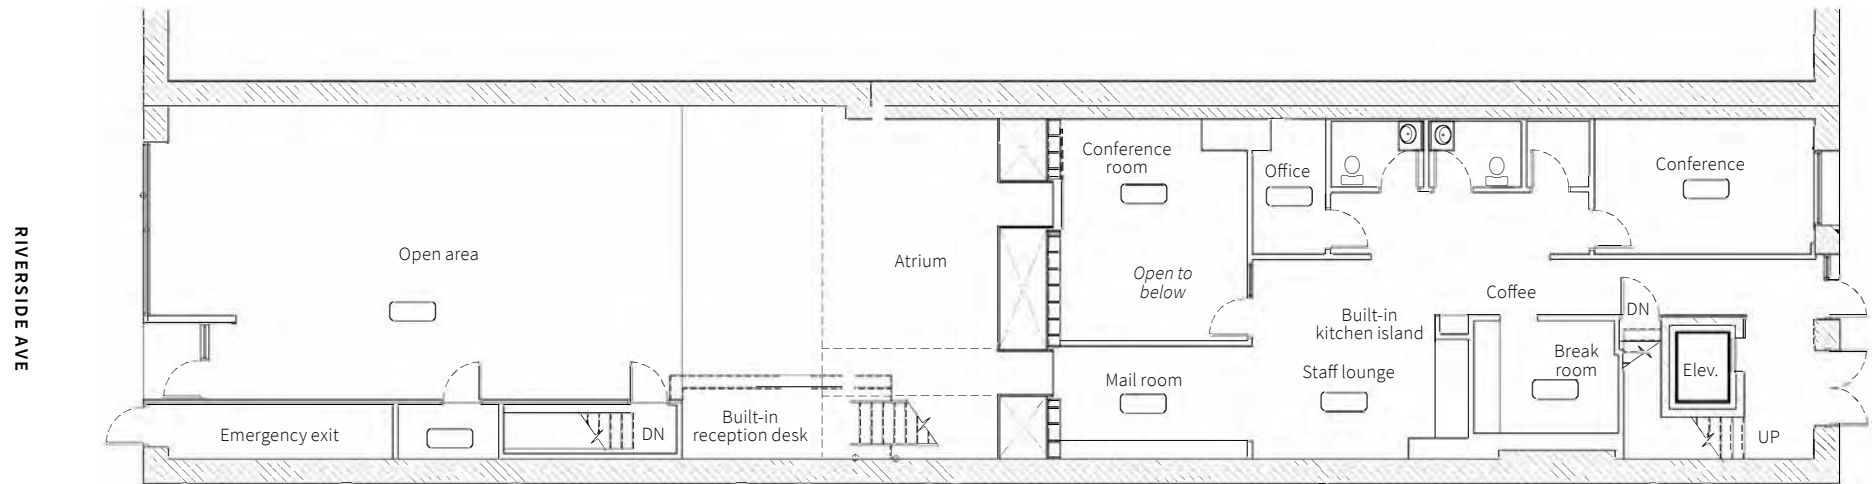 RIVERSIDE AVE
Open area
Emergency exit
DN
Built-in
reception desk
Atrium
Conference
room
Open to
below
Mail room
Office
Built-in
kitchen island
Staff lounge
Coffee
Break
room
Conference
DN
Elev.
UP